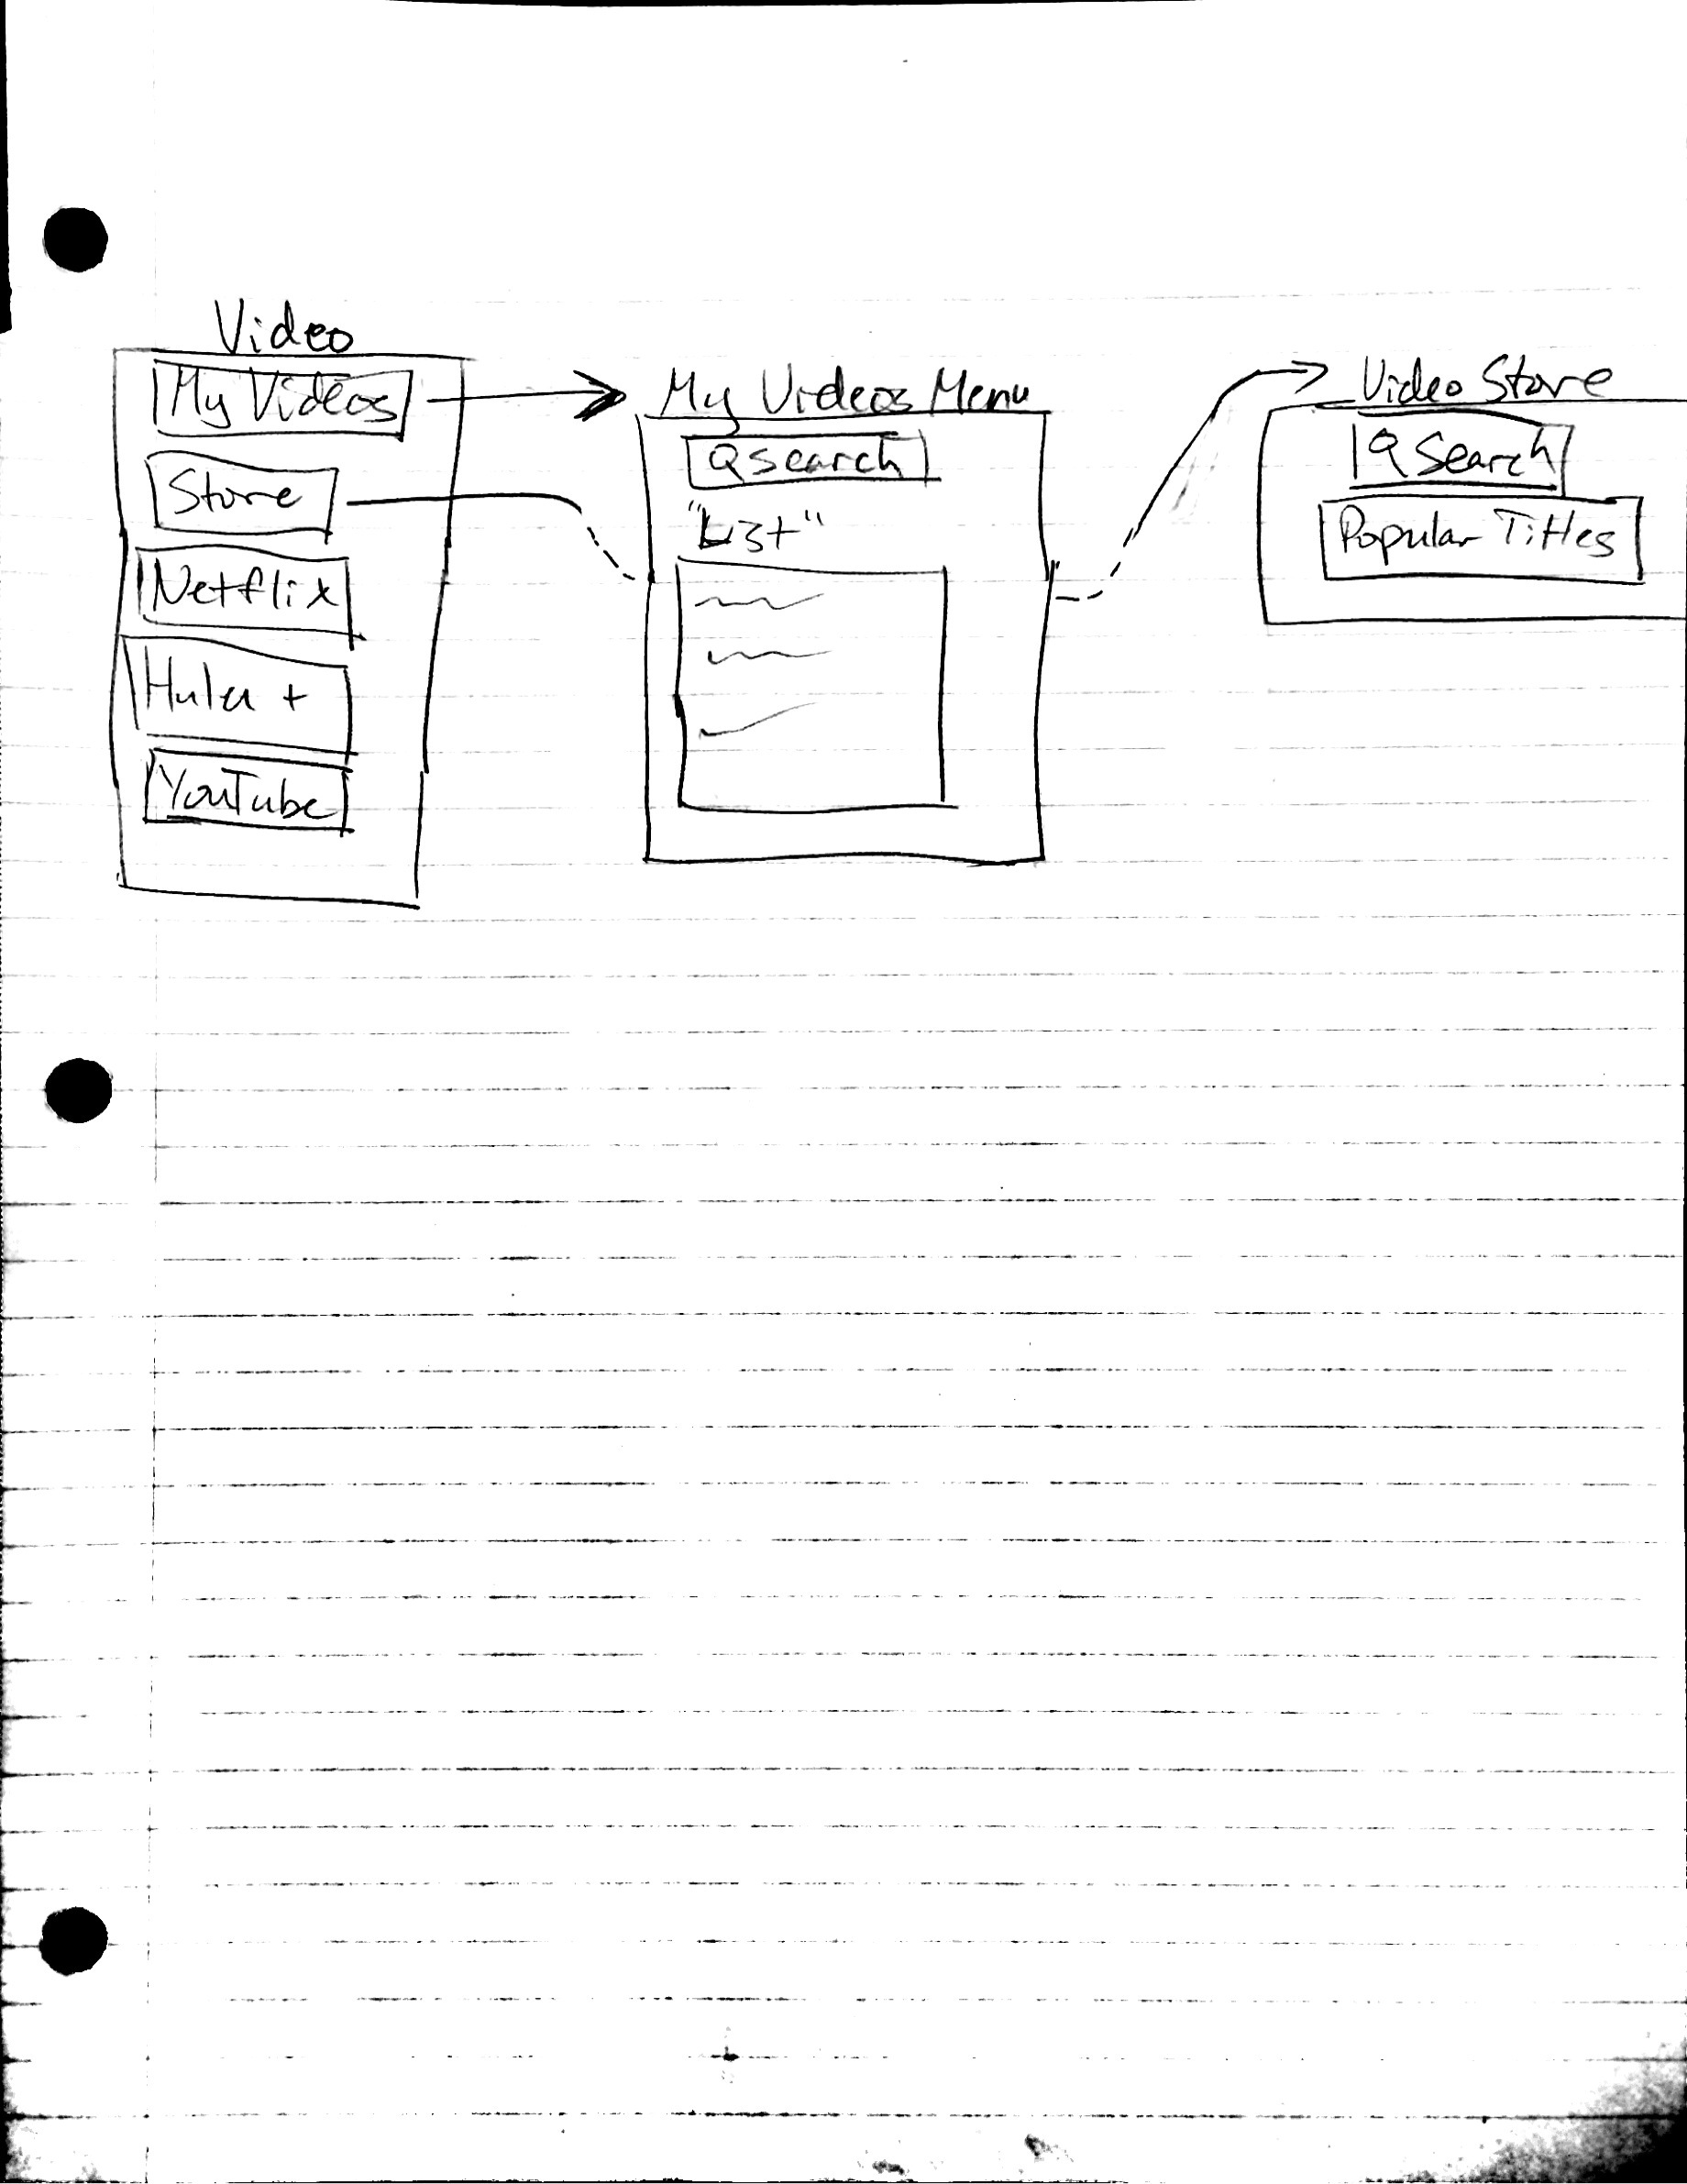 Video
My Videos
Store
Netflix
Hulu +
YouTube
My Videos Menu
Search
"List"
Video Store
Search
Popular Titles